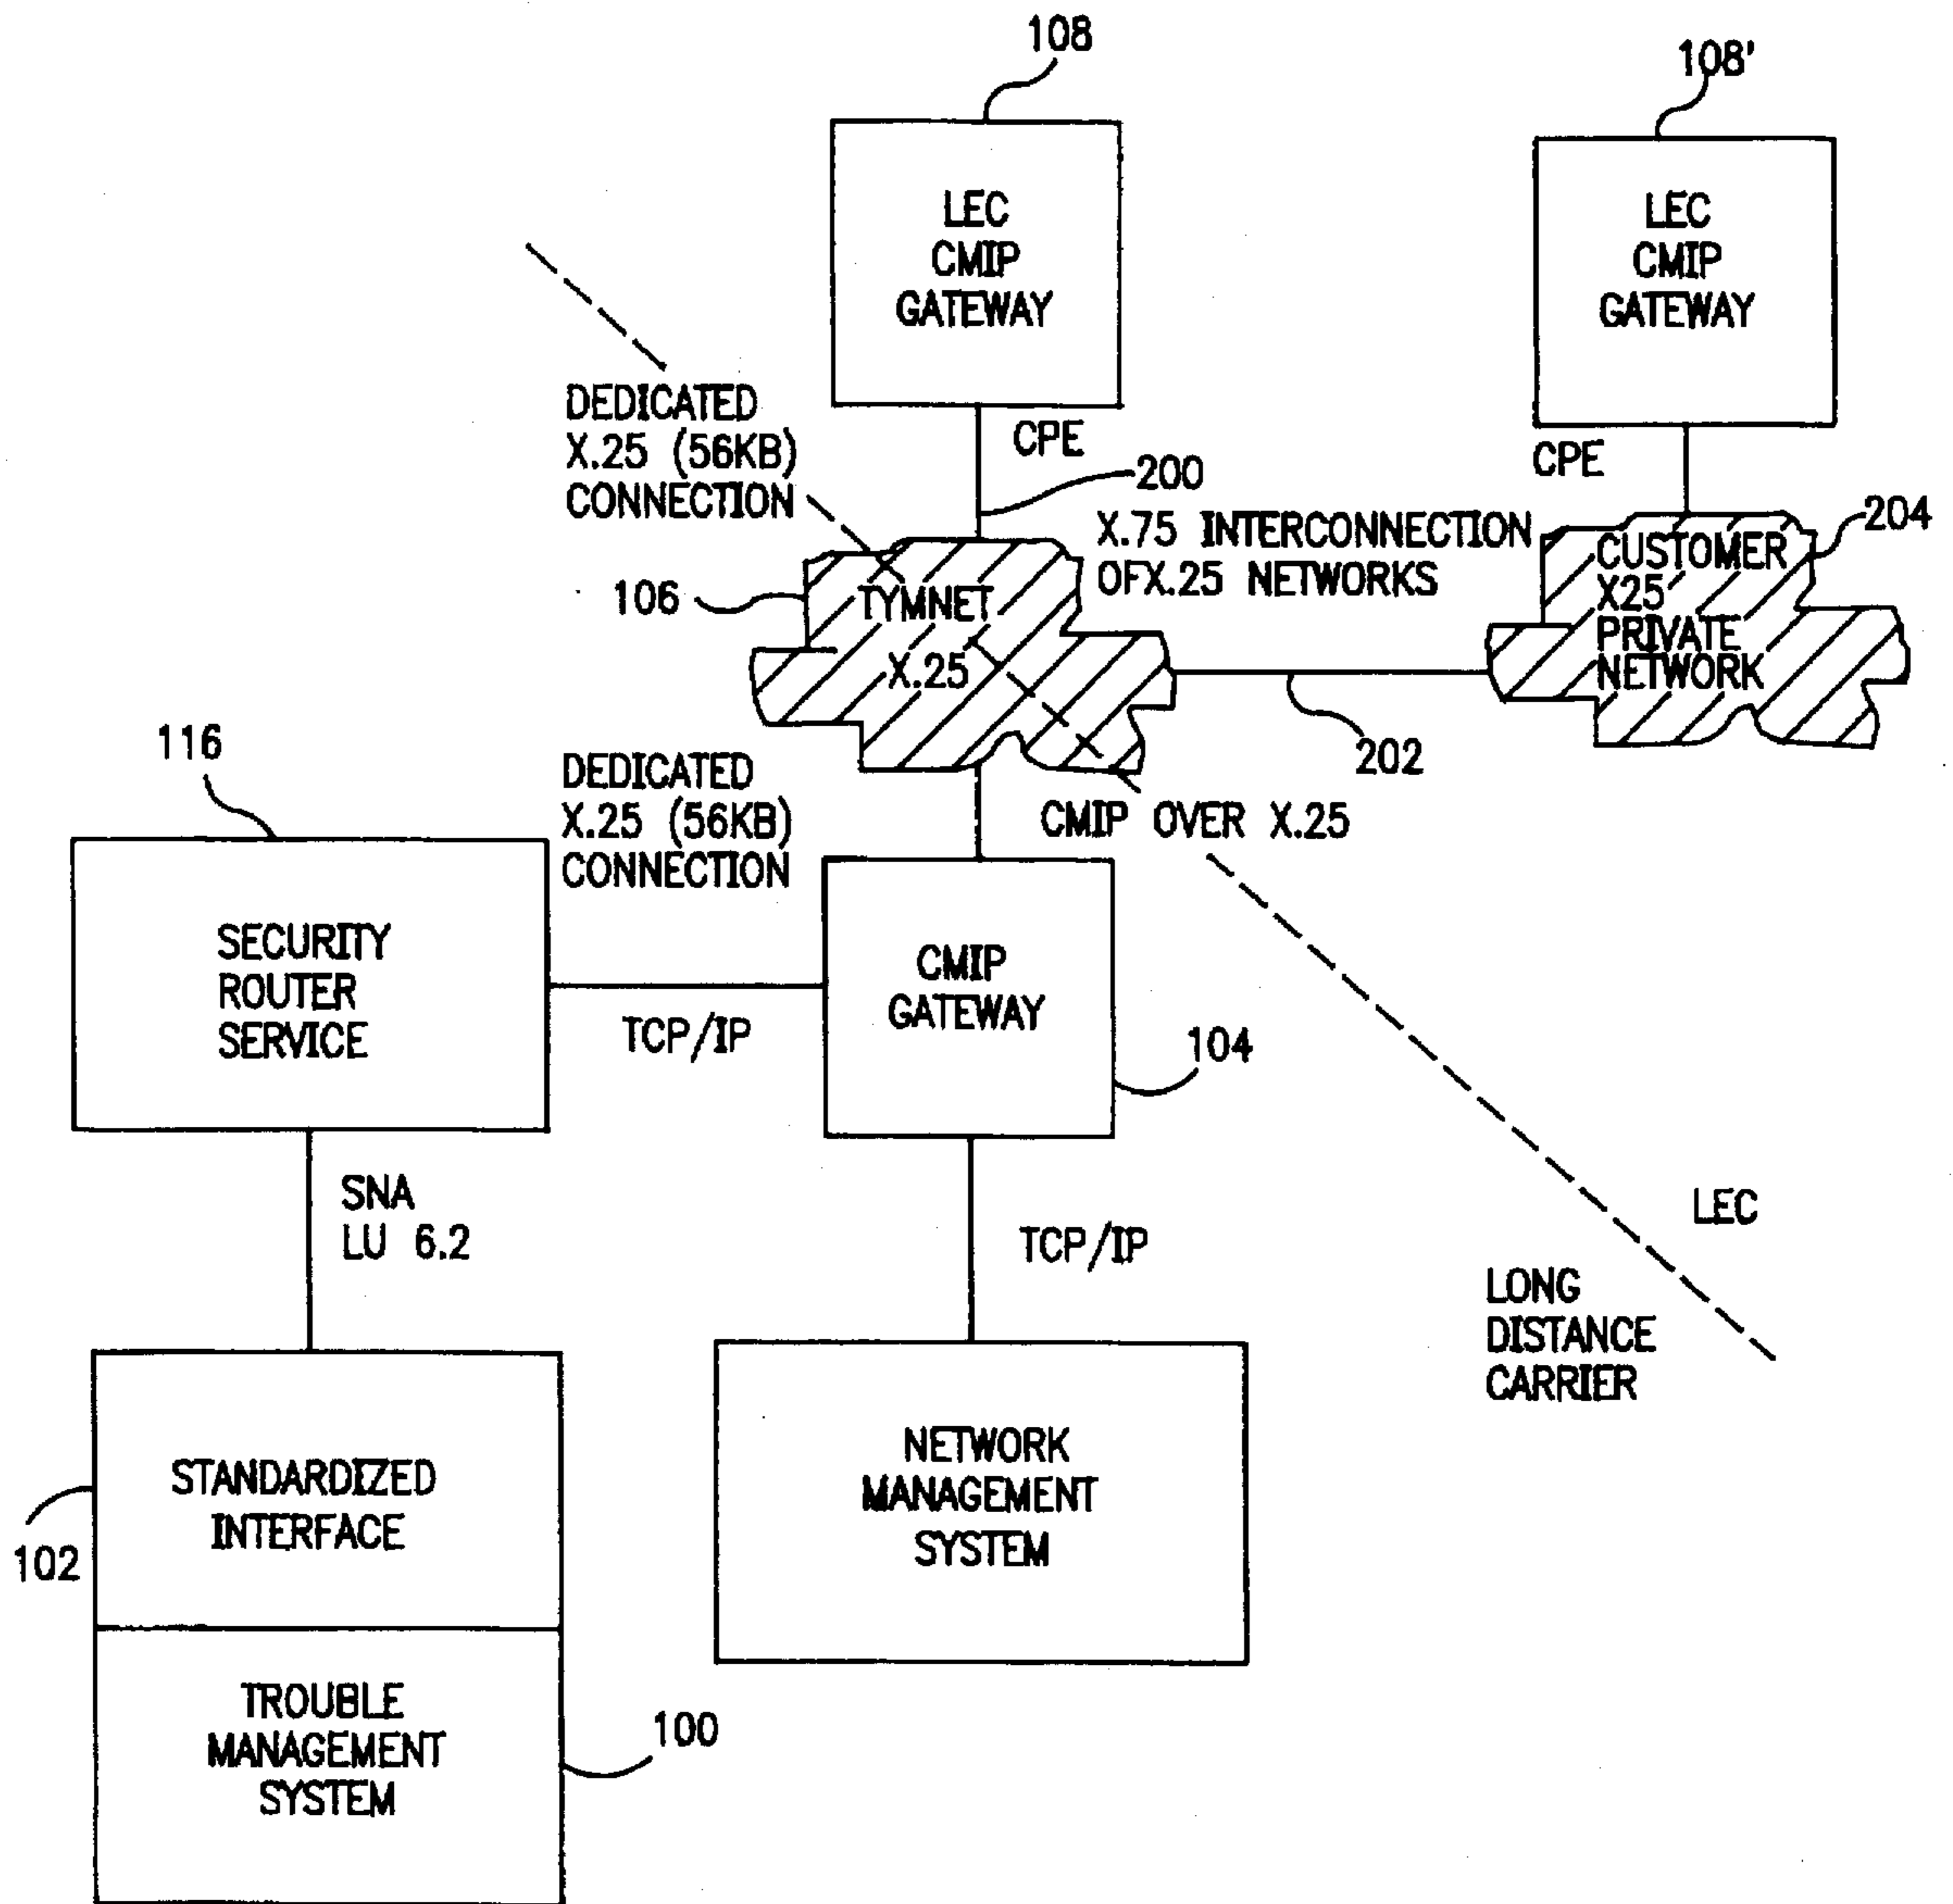 108
108'
LEC
CMIP
GATEWAY
LEC
CMIP
GATEWAY
DEDICATED
X.25 (56KB)
CONNECTION
CPE
CPE
200
X.75 INTERCONNECTION
OFX.25 NETWORKS
204
CUSTOMER
X25
PRIVATE
NETWORK
106
TYMNET
X.25
202
116
DEDICATED
X.25 (56KB)
CONNECTION
CMIP OVER X.25
SECURITY
ROUTER
SERVICE
CMIP
GATEWAY
TCP/IP
104
SNA
LU 6.2
TCP/IP
LEC
LONG
DISTANCE
CARRIER
STANDARDIZED
INTERFACE
102
NETWORK
MANAGEMENT
SYSTEM
TROUBLE
MANAGEMENT
SYSTEM
100